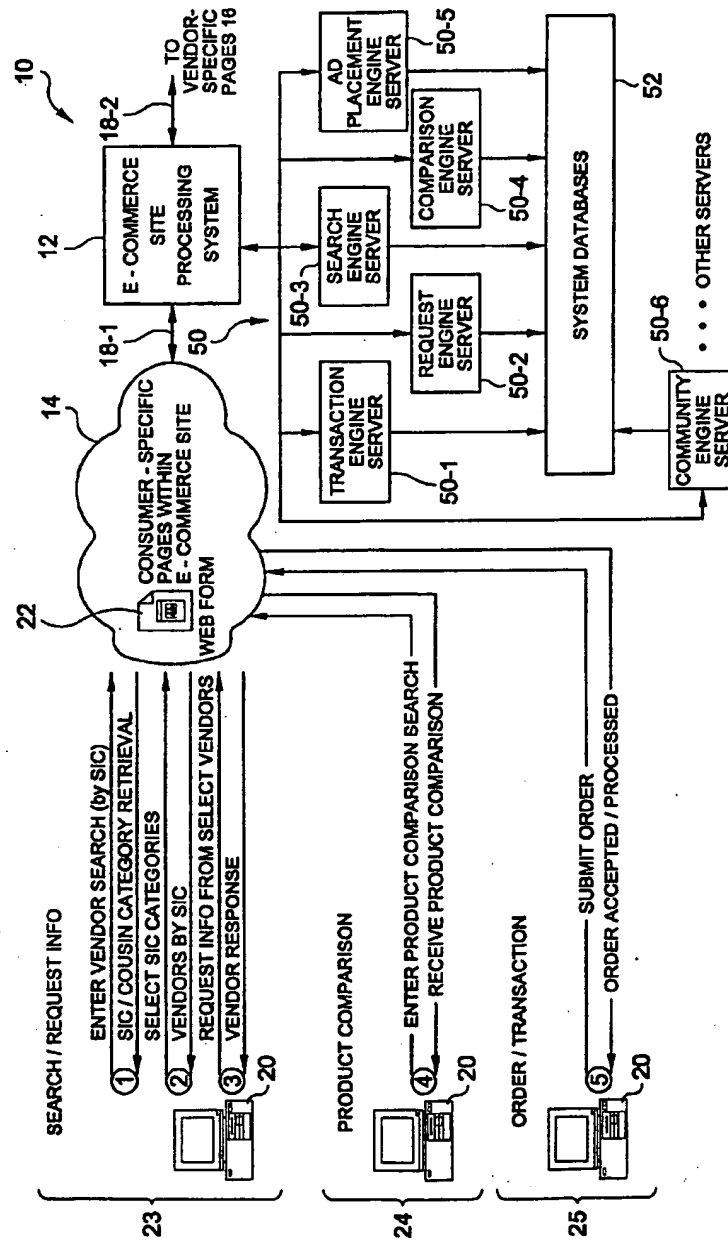 SEARCH / REQUEST INFO
ENTER VENDOR SEARCH (by SIC)
1
SIC / COUSIN CATEGORY RETRIEVAL
SELECT SIC CATEGORIES
2
VENDORS BY SIC
REQUEST INFO FROM SELECT VENDORS
3
VENDOR RESPONSE
20
23
PRODUCT COMPARISON
ENTER PRODUCT COMPARISON SEARCH
4
RECEIVE PRODUCT COMPARISON
20
24
ORDER / TRANSACTION
SUBMIT ORDER
5
ORDER ACCEPTED / PROCESSED
20
25
22
14
CONSUMER - SPECIFIC
PAGES WITHIN
E - COMMERCE SITE
WEB FORM
18-1
12
E - COMMERCE
SITE
PROCESSING
SYSTEM
18-2
10
TO
VENDOR-
SPECIFIC
PAGES 16
50
TRANSACTION
ENGINE
SERVER
50-1
REQUEST
ENGINE
SERVER
50-2
SEARCH
ENGINE
SERVER
50-3
COMPARISON
ENGINE
SERVER
50-4
AD
PLACEMENT
ENGINE
SERVER
50-5
SYSTEM DATABASES
52
COMMUNITY
ENGINE
SERVER
50-6
• • • OTHER SERVERS